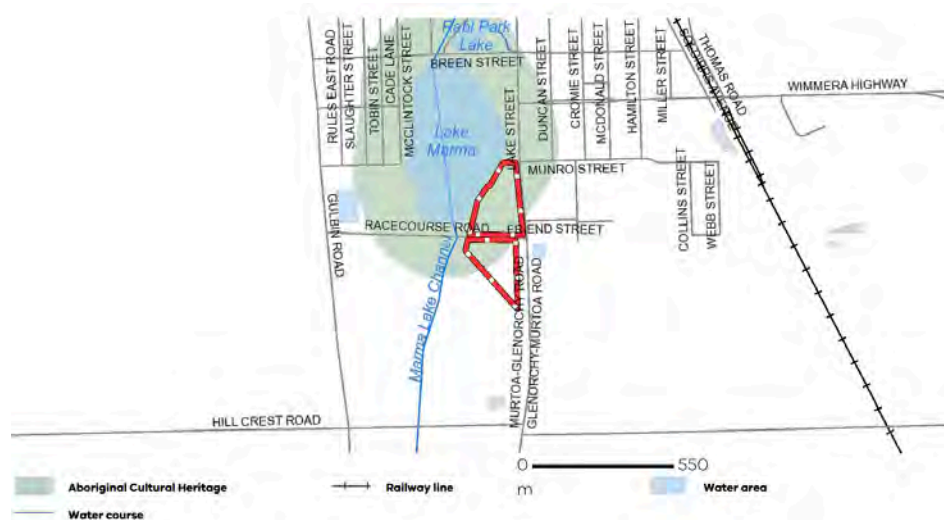 Rabl Park
Lake
BREEN STREET
RULES EAST ROAD
SLAUGHTER STREET
TOBIN STREET
CADE LANE
MCCLINTOCK STREET
Lake
Marma
LAKE STREET
DUNCAN STREET
CROMIE STREET
MCDONALD STREET
HAMILTON STREET
MILLER STREET
THOMAS ROAD
WIMMERA HIGHWAY
MUNRO STREET
COLLINS STREET
WEBB STREET
GULBIN ROAD
RACECOURSE ROAD
FRIEND STREET
Marma Lake Channel
MURTOA-GLENORCHY ROAD
GLENORCHY-MURTOA ROAD
HILL CREST ROAD
0 550
m
Aboriginal Cultural Heritage
Railway line
Water area
Water course